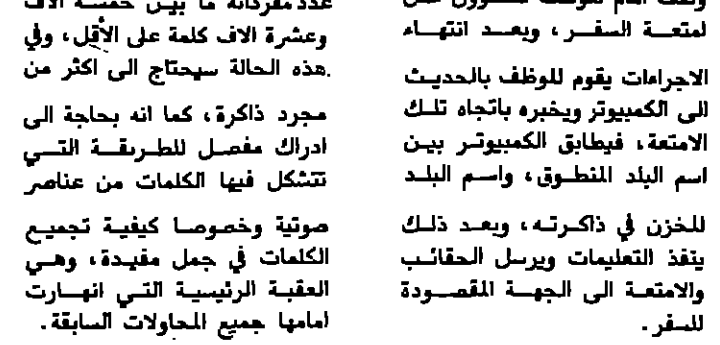 لمتعة السفر، وبعد انتهاء
الاجراءات يقوم الموظف بالحديث
الى الكمبيوتر ويخبره باتجاه تلك
الامتعة، فيطابق الكمبيوتر بين
اسم البلد المنطوق، واسم البلد
المخزن في ذاكرته، وبعد ذلك
ينفذ التعليمات ويرسل الحقائب
والامتعة الى الجهة المقصودة
للسفر.
عدد مفرداته ما بين خمسة آلاف
وعشرة الاف كلمة على الأقل، وفي
هذه الحالة سيحتاج الى اكثر من
مجرد ذاكرة، كما انه بحاجة الى
ادراك مفصل للطريقة التي
تتشكل فيها الكلمات من عناصر
صوتية وخصوصا كيفية تجميع
الكلمات في جمل مفيدة، وهي
العقبة الرئيسية التي انهارت
امامها جميع المحاولات السابقة.